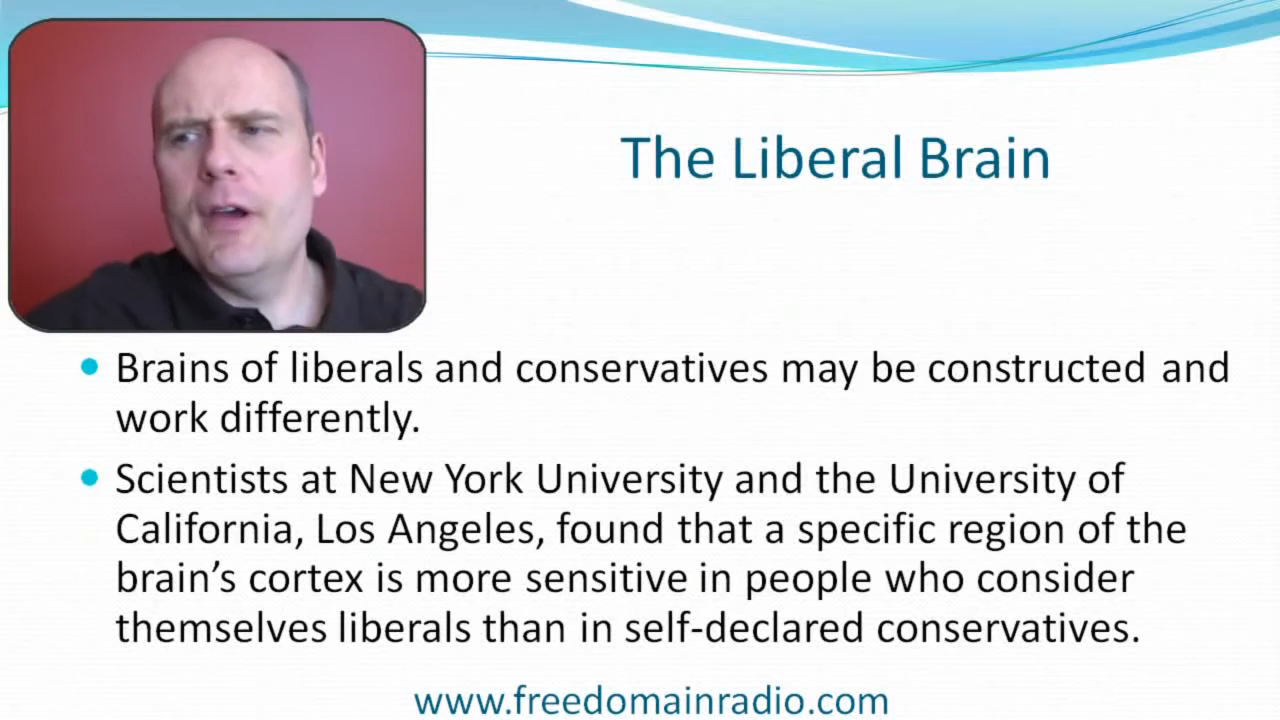 The Liberal Brain
Brains of liberals and conservatives may be constructed and
work differently.
Scientists at New York University and the University of
California, Los Angeles, found that a specific region of the
brain’s cortex is more sensitive in people who consider
themselves liberals than in self-declared conservatives.
www.freedomainradio.com